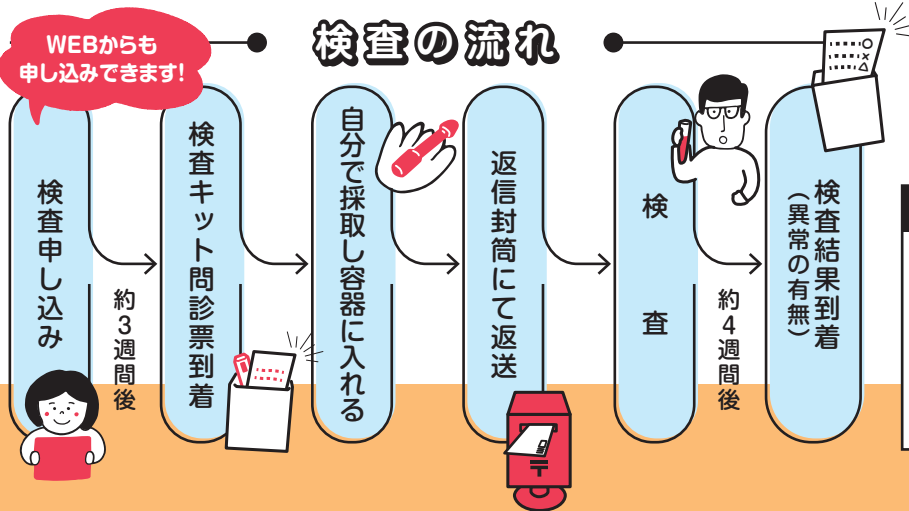 検査の流れ
WEBからも
申し込みできます!
検査申し込み
約3週間後
検査キット問診票到着
自分で採取し容器に入れる
返信封筒にて返送
検査
約4週間後
検査結果到着
(異常の有無)